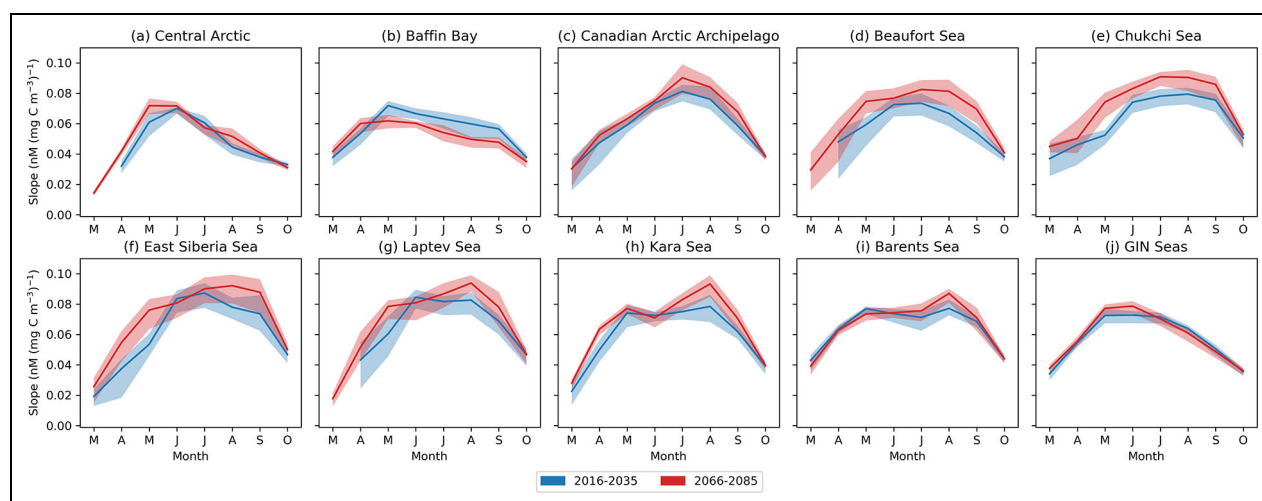 (a) Central Arctic
(b) Baffin Bay
(c) Canadian Arctic Archipelago
(d) Beaufort Sea
(e) Chukchi Sea
Slope (nM (mg C m⁻³)⁻¹)
0.10
0.08
0.06
0.04
0.02
0.00
M A M J J A S O
M A M J J A S O
M A M J J A S O
M A M J J A S O
M A M J J A S O
(f) East Siberia Sea
(g) Laptev Sea
(h) Kara Sea
(i) Barents Sea
(j) GIN Seas
Slope (nM (mg C m⁻³)⁻¹)
0.10
0.08
0.06
0.04
0.02
0.00
M A M J J A S O
M A M J J A S O
M A M J J A S O
M A M J J A S O
M A M J J A S O
Month
Month
Month
Month
Month
2016-2035
2066-2085